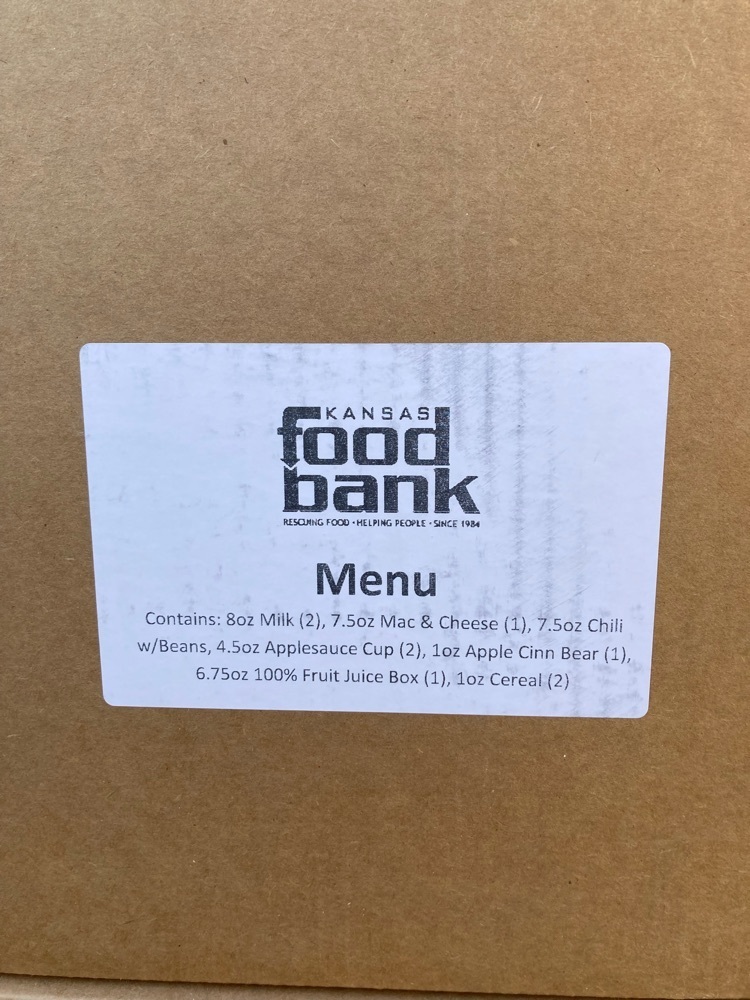 KANSAS
food
bank
RESCUING FOOD • HELPING PEOPLE • SINCE 1984
Menu
Contains: 8oz Milk (2), 7.5oz Mac & Cheese (1), 7.5oz Chili
w/Beans, 4.5oz Applesauce Cup (2), 1oz Apple Cinn Bear (1),
6.75oz 100% Fruit Juice Box (1), 1oz Cereal (2)